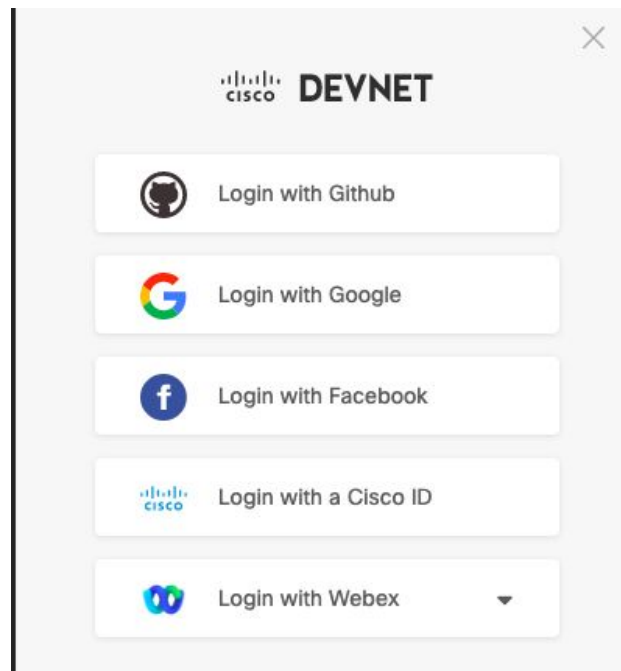 CISCO DEVNET
Login with Github
Login with Google
f Login with Facebook
CISCO Login with a Cisco ID
Login with Webex